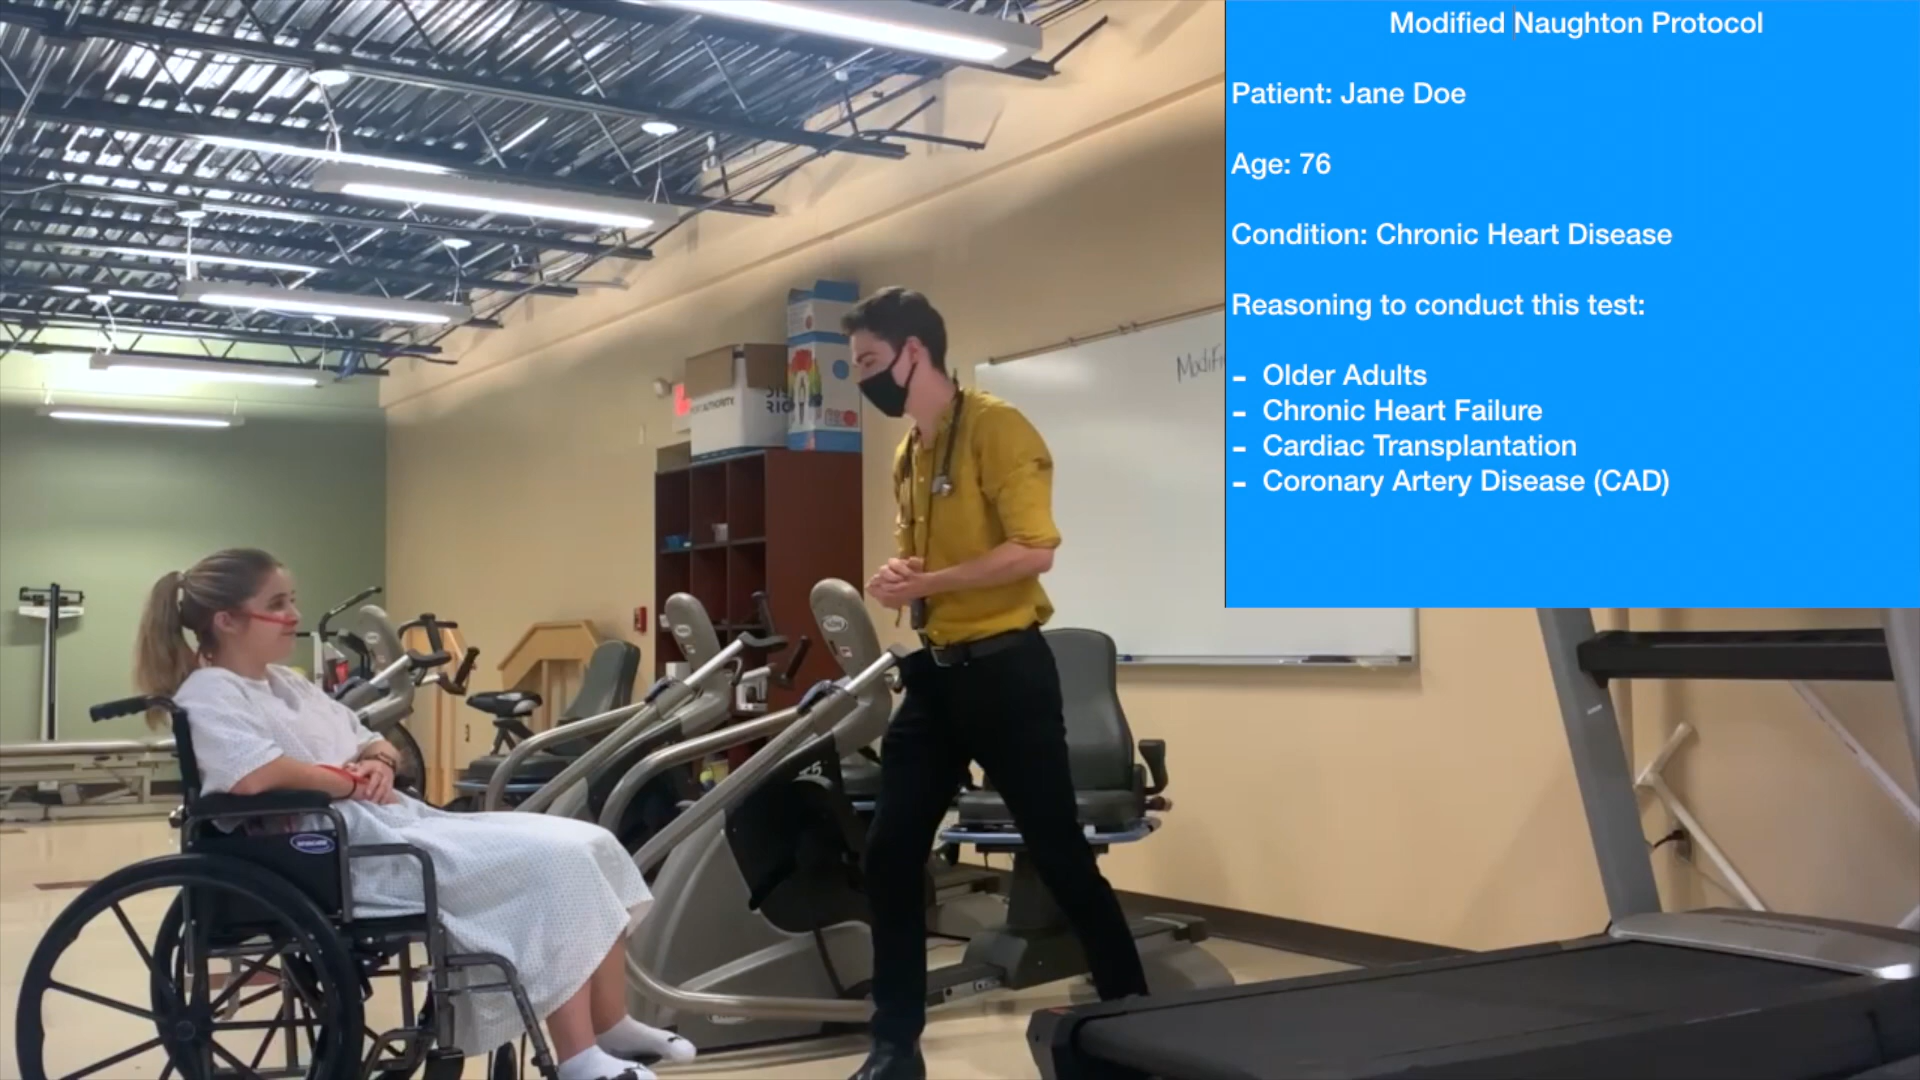 Modified Naughton Protocol
Patient: Jane Doe
Age: 76
Condition: Chronic Heart Disease
Reasoning to conduct this test:
- Older Adults
- Chronic Heart Failure
- Cardiac Transplantation
- Coronary Artery Disease (CAD)